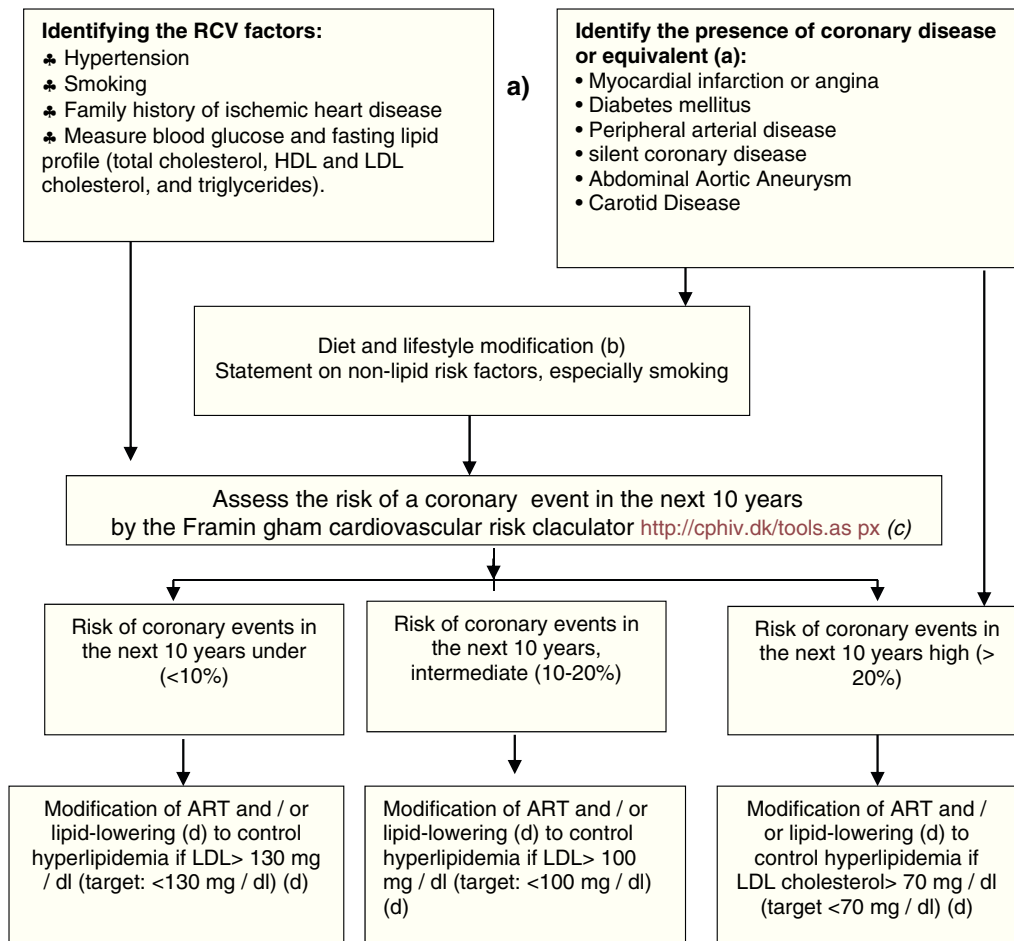 Identifying the RCV factors:
♣ Hypertension
♣ Smoking
♣ Family history of ischemic heart disease
♣ Measure blood glucose and fasting lipid
profile (total cholesterol, HDL and LDL
cholesterol, and triglycerides).
a)
Identify the presence of coronary disease
or equivalent (a):
• Myocardial infarction or angina
• Diabetes mellitus
• Peripheral arterial disease
• silent coronary disease
• Abdominal Aortic Aneurysm
• Carotid Disease
Diet and lifestyle modification (b)
Statement on non-lipid risk factors, especially smoking
Assess the risk of a coronary event in the next 10 years
by the Framin gham cardiovascular risk claculator http://cphiv.dk/tools.as px (c)
Risk of coronary events in
the next 10 years under
(<10%)
Risk of coronary events in
the next 10 years,
intermediate (10-20%)
Risk of coronary events in
the next 10 years high (>
20%)
Modification of ART and / or
lipid-lowering (d) to control
hyperlipidemia if LDL> 130 mg
/ dl (target: <130 mg / dl) (d)
Modification of ART and / or
lipid-lowering (d) to control
hyperlipidemia if LDL> 100
mg / dl (target: <100 mg / dl)
(d)
Modification of ART and /
or lipid-lowering (d) to
control hyperlipidemia if
LDL cholesterol> 70 mg / dl
(target <70 mg / dl) (d)